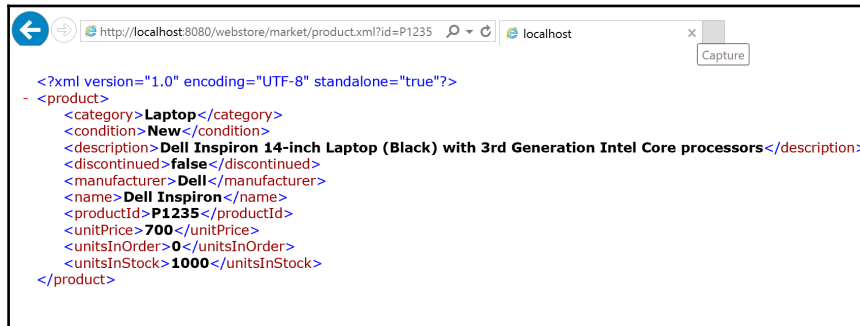 http://localhost:8080/webstore/market/product.xml?id=P1235
localhost
Capture
<?xml version="1.0" encoding="UTF-8" standalone="true"?>
- <product>
<category>Laptop</category>
<condition>New</condition>
<description>Dell Inspiron 14-inch Laptop (Black) with 3rd Generation Intel Core processors</description>
<discontinued>false</discontinued>
<manufacturer>Dell</manufacturer>
<name>Dell Inspiron</name>
<productId>P1235</productId>
<unitPrice>700</unitPrice>
<unitsInOrder>0</unitsInOrder>
<unitsInStock>1000</unitsInStock>
</product>